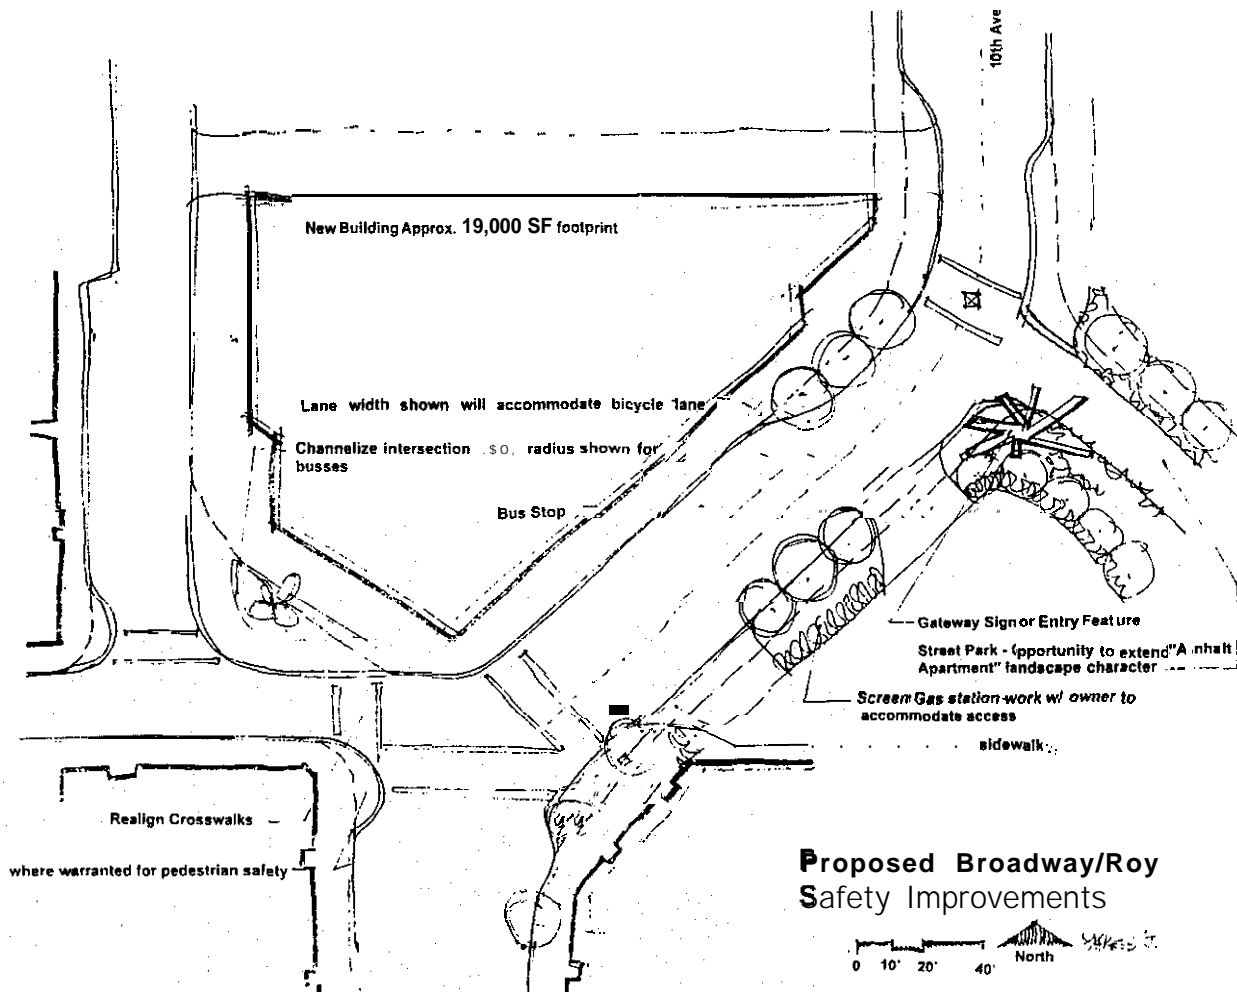 10th Ave
New Building Approx. 19,000 SF footprint
Lane width shown will accommodate bicycle lane
Channelize intersection .$0, radius shown for
busses
Bus Stop
Gateway Sign or Entry Feature
Street Park - (pportunity to extend "A nhalt
Apartment" landscape character
Screen Gas station-work w/ owner to
accommodate access
sidewalk
Realign Crosswalks
where warranted for pedestrian safety
Proposed Broadway/Roy
Safety Improvements
0 10' 20' 40'
North